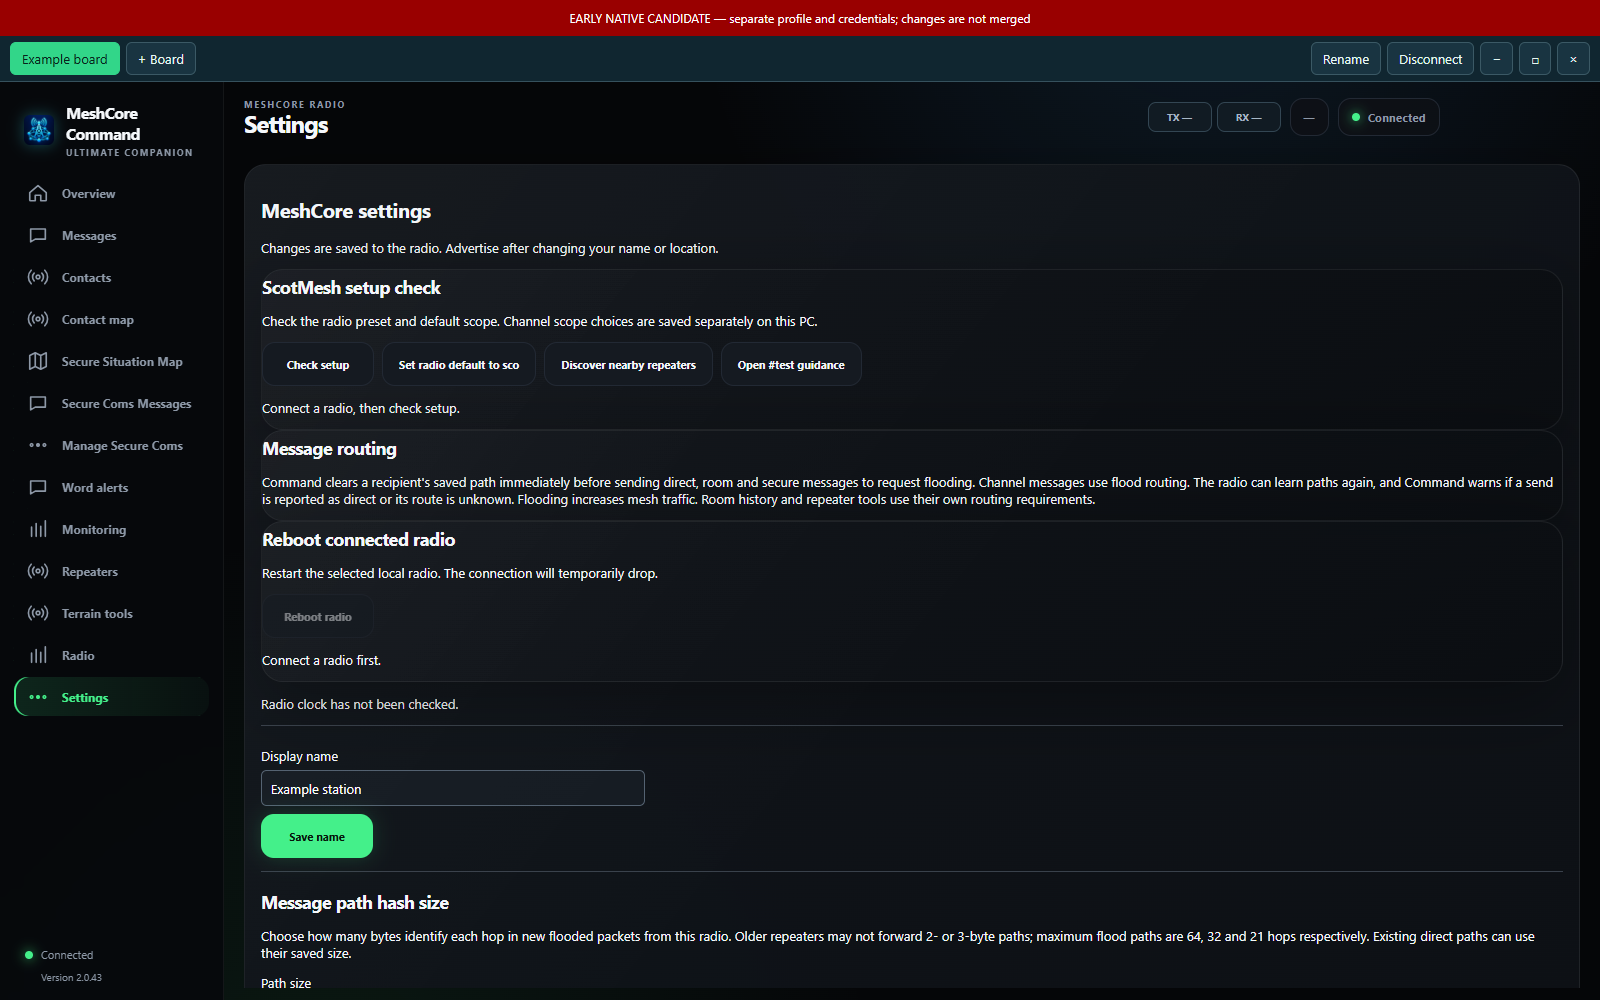 EARLY NATIVE CANDIDATE — separate profile and credentials; changes are not merged
Example board
+ Board
Rename
Disconnect
MeshCore
Command
ULTIMATE COMPANION
MESHCORE RADIO
Settings
TX —
RX —
—
Connected
Overview
Messages
Contacts
Contact map
Secure Situation Map
Secure Coms Messages
Manage Secure Coms
Word alerts
Monitoring
Repeaters
Terrain tools
Radio
Settings
Connected
Version 2.0.43
MeshCore settings
Changes are saved to the radio. Advertise after changing your name or location.
ScotMesh setup check
Check the radio preset and default scope. Channel scope choices are saved separately on this PC.
Check setup
Set radio default to sco
Discover nearby repeaters
Open #test guidance
Connect a radio, then check setup.
Message routing
Command clears a recipient's saved path immediately before sending direct, room and secure messages to request flooding. Channel messages use flood routing. The radio can learn paths again, and Command warns if a send
is reported as direct or its route is unknown. Flooding increases mesh traffic. Room history and repeater tools use their own routing requirements.
Reboot connected radio
Restart the selected local radio. The connection will temporarily drop.
Reboot radio
Connect a radio first.
Radio clock has not been checked.
Display name
Example station
Save name
Message path hash size
Choose how many bytes identify each hop in new flooded packets from this radio. Older repeaters may not forward 2- or 3-byte paths; maximum flood paths are 64, 32 and 21 hops respectively. Existing direct paths can use
their saved size.
Path size